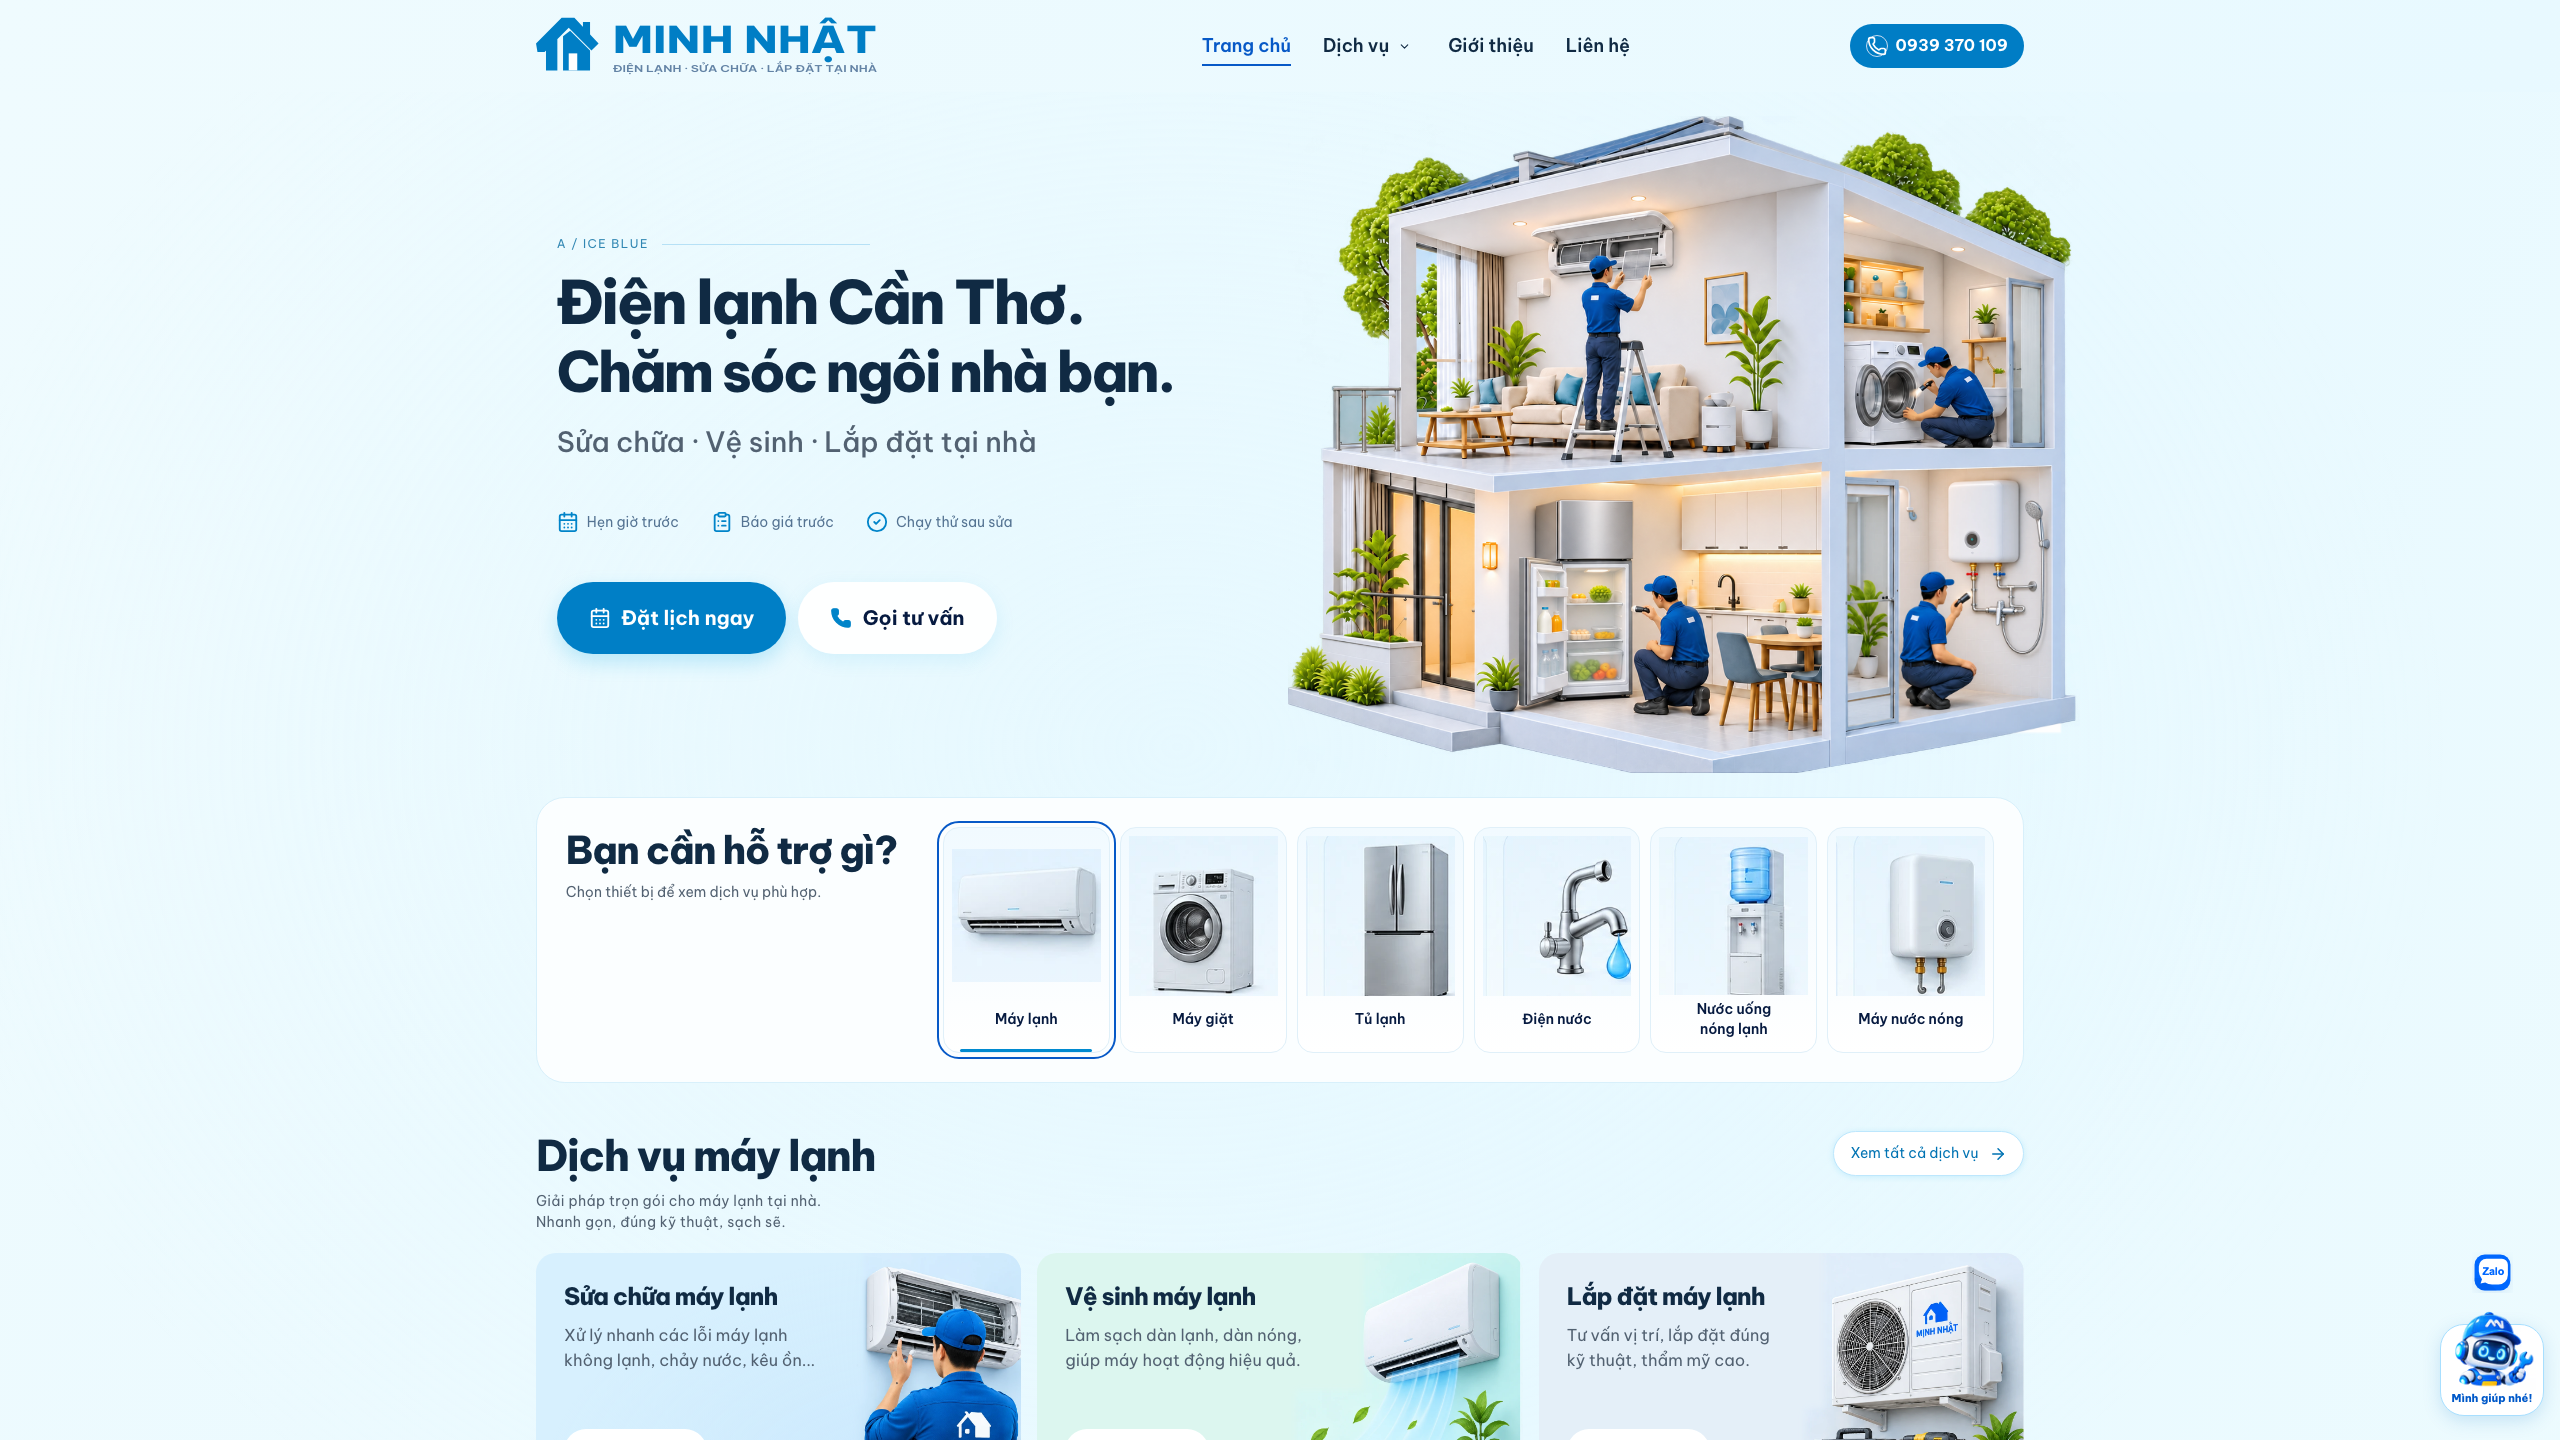 MINH NHẬT
ĐIỆN LẠNH · SỬA CHỮA · LẮP ĐẶT TẠI NHÀ
Trang chủ
Dịch vụ
Giới thiệu
Liên hệ
0939 370 109
A / ICE BLUE
Điện lạnh Cần Thơ.
Chăm sóc ngôi nhà bạn.
Sửa chữa · Vệ sinh · Lắp đặt tại nhà
Hẹn giờ trước
Báo giá trước
Chạy thử sau sửa
Đặt lịch ngay
Gọi tư vấn
Bạn cần hỗ trợ gì?
Chọn thiết bị để xem dịch vụ phù hợp.
Máy lạnh
Máy giặt
Tủ lạnh
Điện nước
Nước uống
nóng lạnh
Máy nước nóng
Dịch vụ máy lạnh
Xem tất cả dịch vụ
Giải pháp trọn gói cho máy lạnh tại nhà.
Nhanh gọn, đúng kỹ thuật, sạch sẽ.
Sửa chữa máy lạnh
Xử lý nhanh các lỗi máy lạnh
không lạnh, chảy nước, kêu ồn...
Vệ sinh máy lạnh
Làm sạch dàn lạnh, dàn nóng,
giúp máy hoạt động hiệu quả.
Lắp đặt máy lạnh
Tư vấn vị trí, lắp đặt đúng
kỹ thuật, thẩm mỹ cao.
MINH NHẬT
Zalo
Mình giúp nhé!